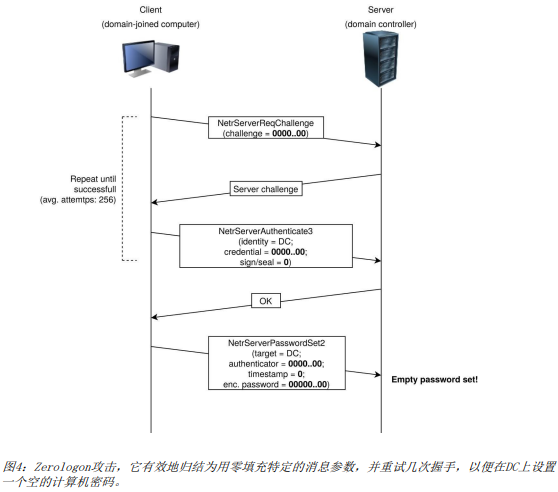 Client
(domain-joined computer)
Server
(domain controller)
NetrServerReqChallenge
(challenge = 0000..00)
Repeat until
successfull
(avg. attemtps: 256)
Server challenge
NetrServerAuthenticate3
(identity = DC;
credential = 0000..00;
sign/seal = 0)
OK
NetrServerPasswordSet2
(target = DC;
authenticator = 0000..00;
timestamp = 0;
enc. password = 00000..00)
Empty password set!
图4：Zerologon攻击，它有效地归结为用零填充特定的消息参数，并重试几次握手，以便在DC上设置
一个空的计算机密码。